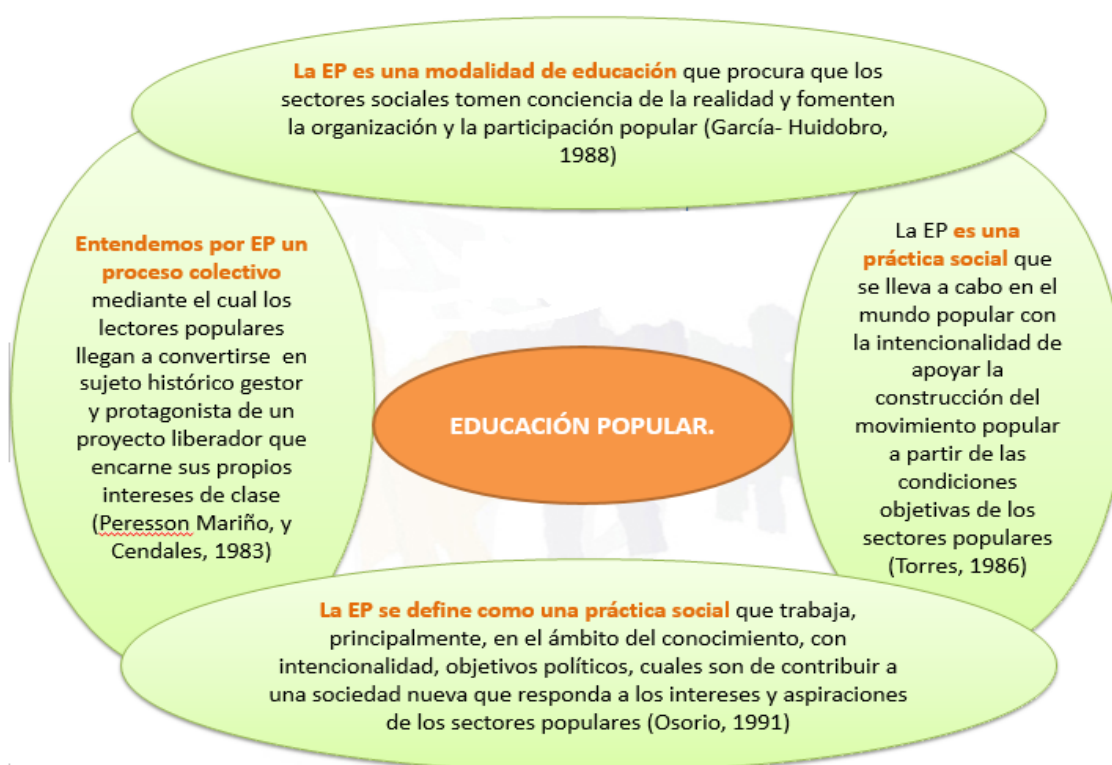 La EP es una modalidad de educación que procura que los
sectores sociales tomen conciencia de la realidad y fomenten
la organización y la participación popular (García- Huidobro,
1988)
Entendemos por EP un
proceso colectivo
mediante el cual los
lectores populares
llegan a convertirse en
sujeto histórico gestor
y protagonista de un
proyecto liberador que
encarne sus propios
intereses de clase
(Peresson Mariño, y
Cendales, 1983)
EDUCACIÓN POPULAR.
La EP es una
práctica social que
se lleva a cabo en el
mundo popular con
la intencionalidad de
apoyar la
construcción del
movimiento popular
a partir de las
condiciones
objetivas de los
sectores populares
(Torres, 1986)
La EP se define como una práctica social que trabaja,
principalmente, en el ámbito del conocimiento, con
intencionalidad, objetivos políticos, cuales son de contribuir a
una sociedad nueva que responda a los intereses y aspiraciones
de los sectores populares (Osorio, 1991)